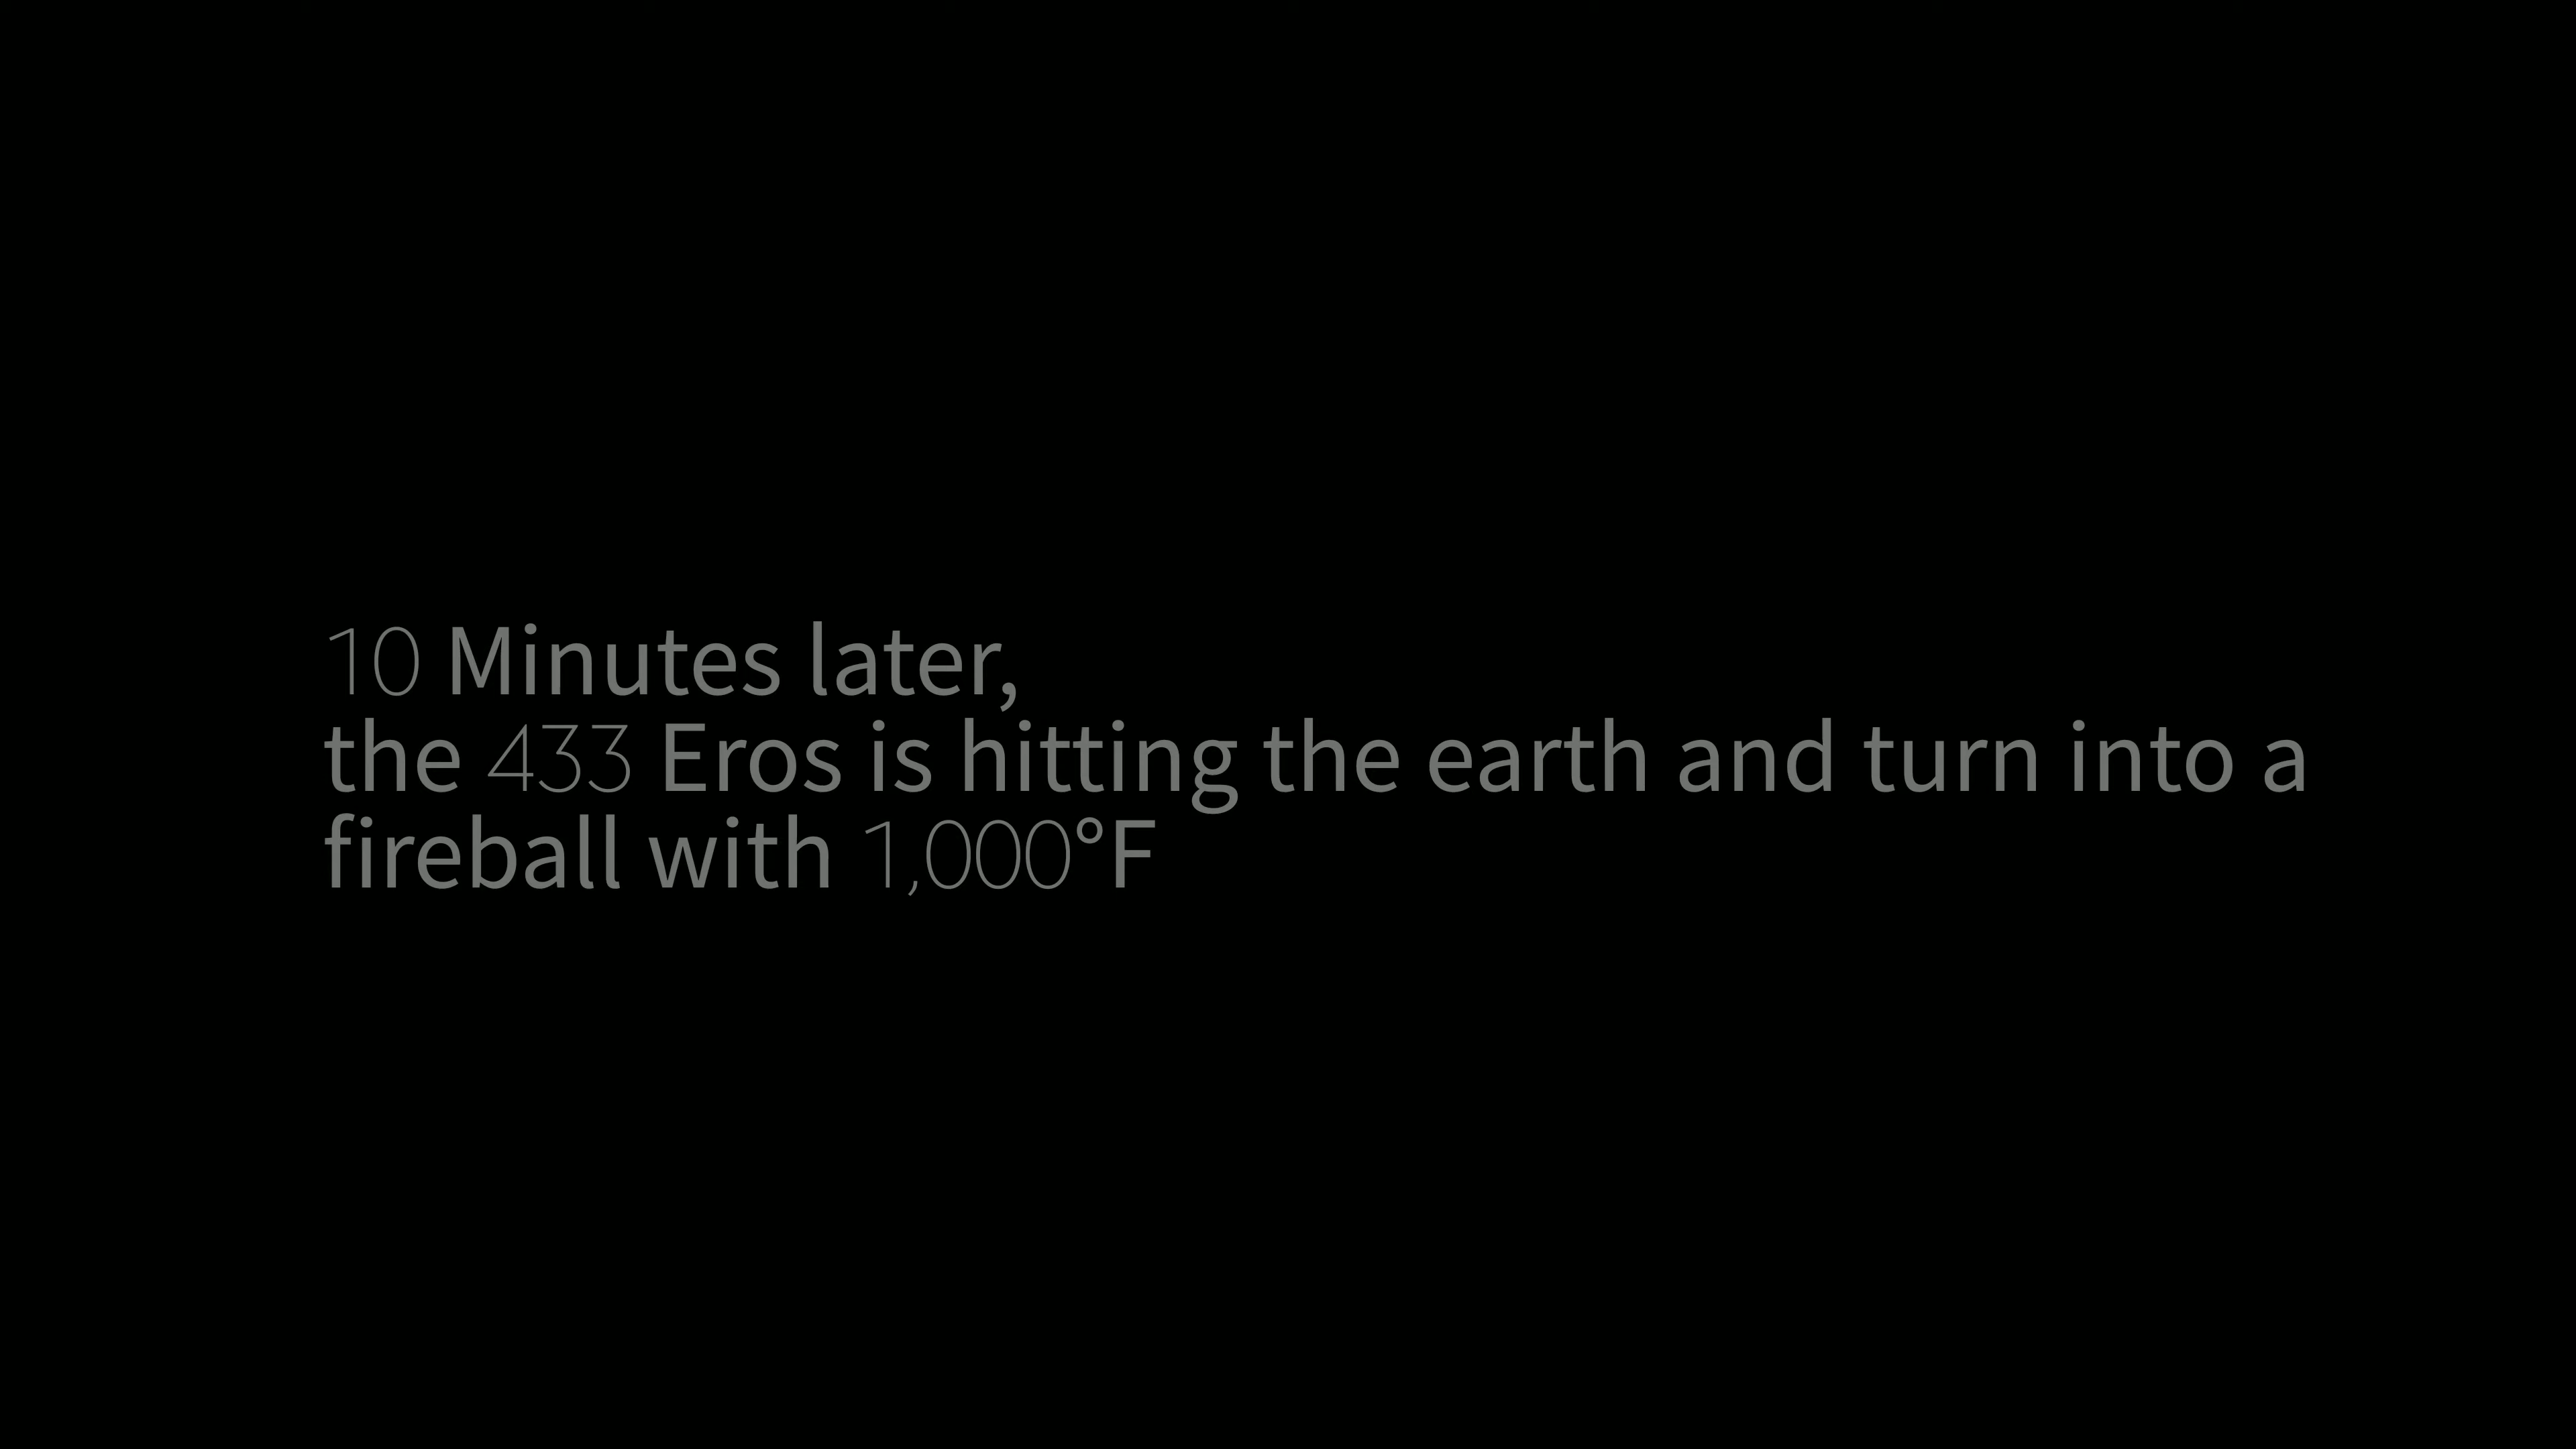 10 Minutes later,
the 433 Eros is hitting the earth and turn into a
fireball with 1,000°F